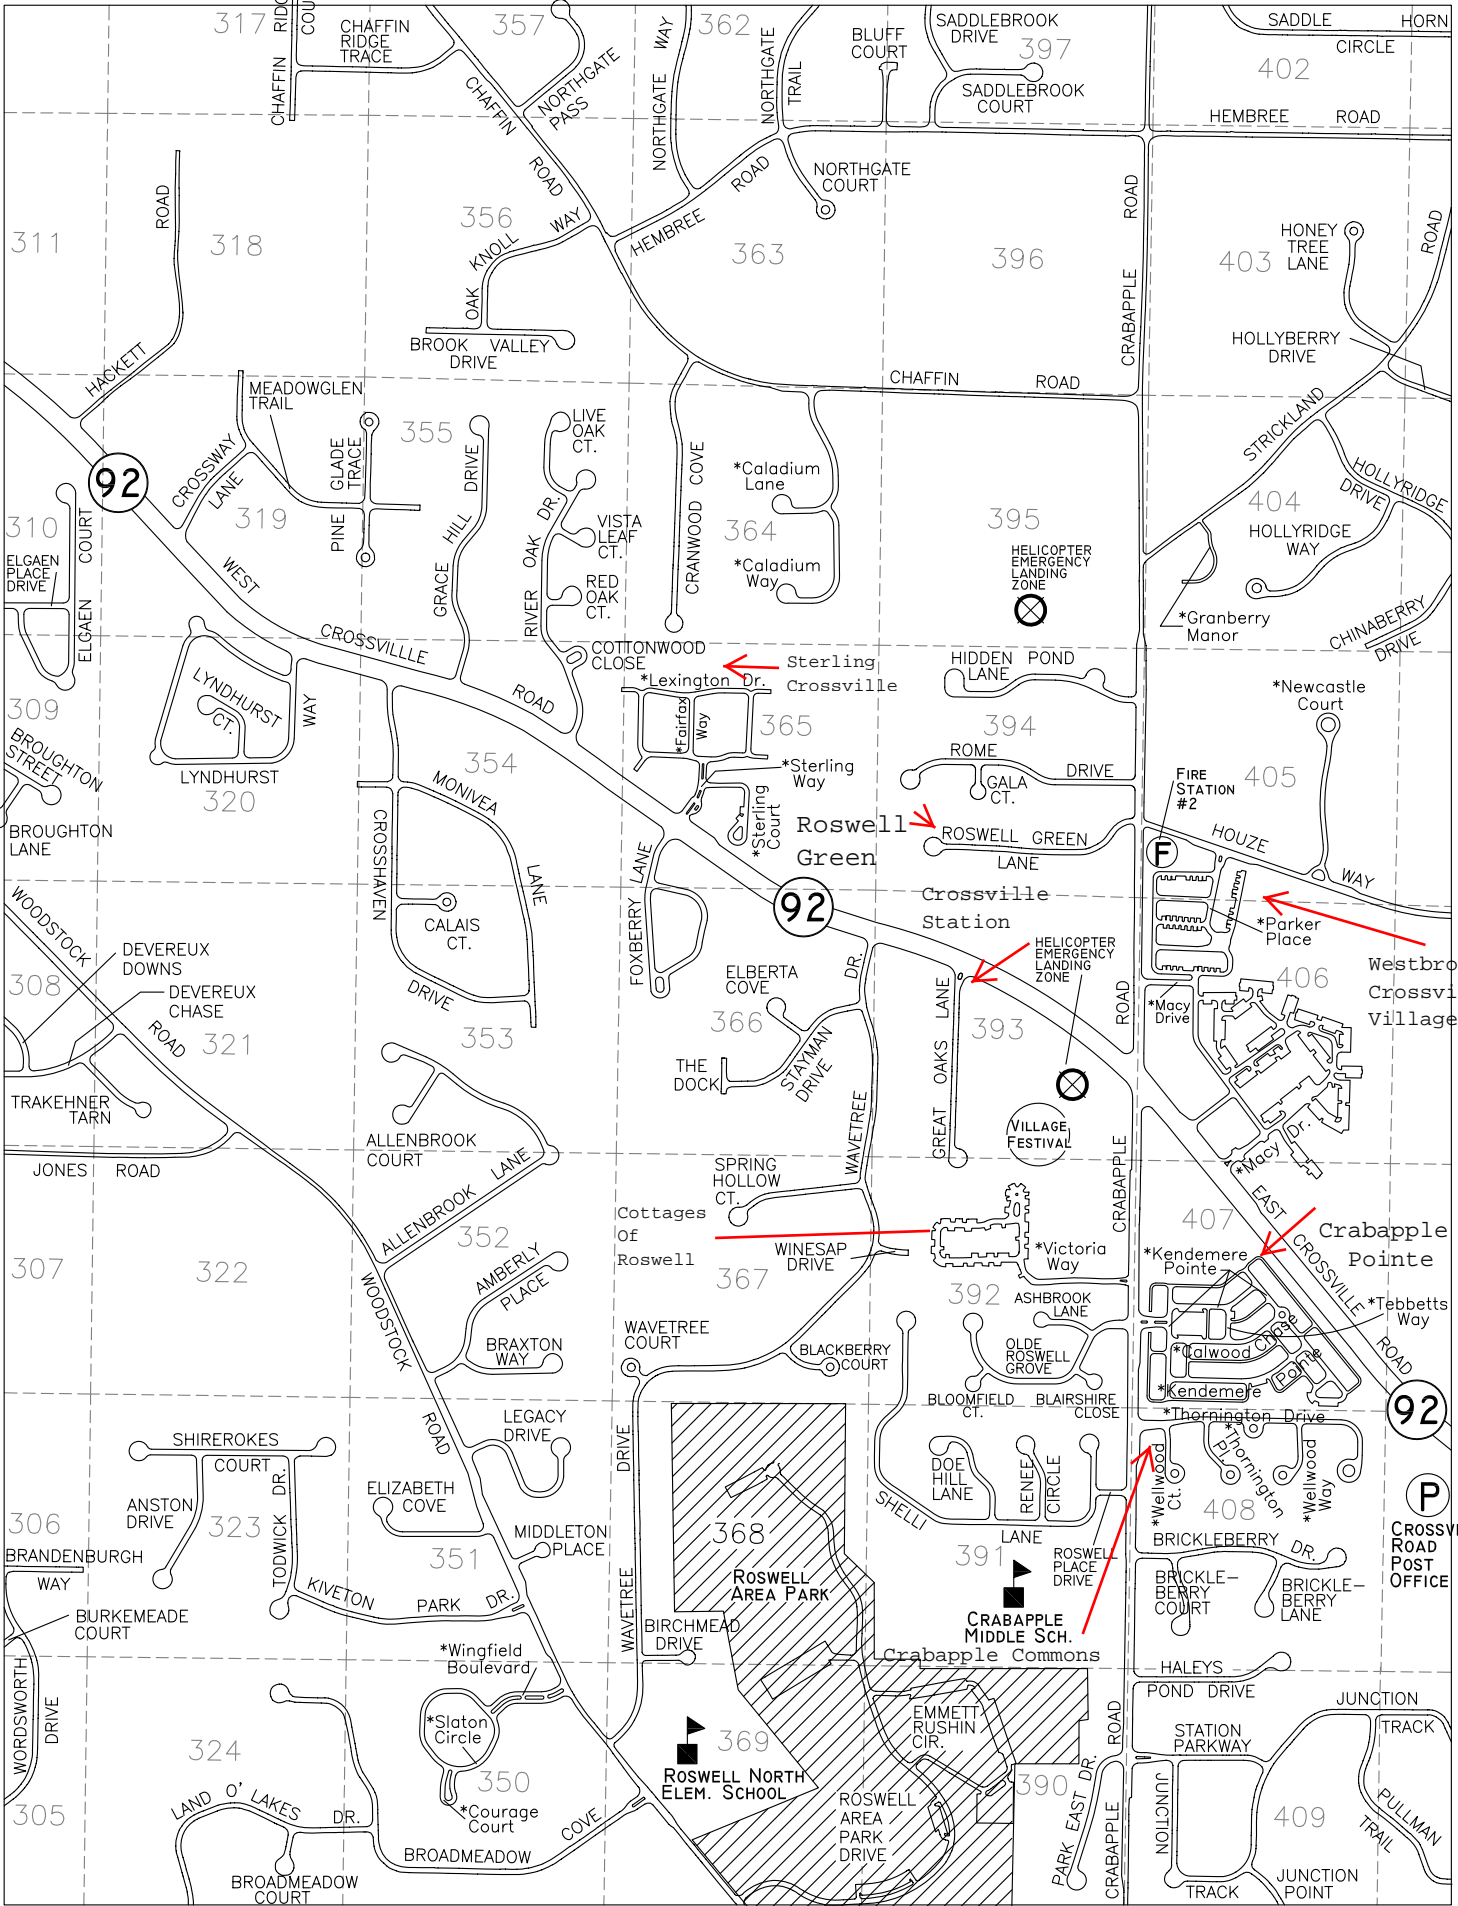 317
CHAFFIN RIDGE TRACE
357
362
NORTHGATE WAY
NORTHGATE TRAIL
BLUFF COURT
SADDLEBROOK DRIVE
397
SADDLE HORN
CIRCLE
402
CHAFFIN
NORTHGATE PASS
SADDLEBROOK COURT
HEMBREE ROAD
ROAD
NORTHGATE COURT
HEMBREE ROAD
311
ROAD
318
356
OAK KNOLL WAY
363
396
CRABAPPLE ROAD
403
HONEY TREE LANE
ROAD
HACKETT
BROOK VALLEY DRIVE
HOLLYBERRY DRIVE
CHAFFIN ROAD
MEADOWGLEN TRAIL
355
LIVE OAK CT.
STRICKLAND
92
CROSSWAY LANE
PINE GLADE TRACE
GRACE HILL DRIVE
CRANWOOD COVE
*Caladium Lane
HOLLYRIDGE DRIVE
310
ELGAEN COURT
319
RIVER OAK DR.
VISTA LEAF CT.
364
395
404
HOLLYRIDGE WAY
ELGAEN PLACE DRIVE
WEST
RED OAK CT.
*Caladium Way
HELICOPTER EMERGENCY LANDING ZONE
*Granberry Manor
CHINABERRY DRIVE
CROSSVILLLE
ROAD
COTTONWOOD CLOSE
Sterling
Crossville
HIDDEN POND LANE
*Newcastle Court
309
LYNDHURST CT.
WAY
*Lexington Dr.
*Fairfax Way
365
394
BROUGHTON STREET
LYNDHURST
320
354
MONIVEA
*Sterling Way
ROME DRIVE
GALA CT.
FIRE STATION #2
405
BROUGHTON LANE
CROSSHAVEN
LANE
FOXBERRY LANE
*Sterling Court
Roswell
Green
ROSWELL GREEN LANE
F
HOUZE WAY
WOODSTOCK
CALAIS CT.
92
Crossville
Station
*Parker Place
DEVEREUX DOWNS
308
DEVEREUX CHASE
ROAD
321
DRIVE
353
ELBERTA COVE
366
DR.
GREAT OAKS LANE
HELICOPTER EMERGENCY LANDING ZONE
393
ROAD
*Macy Drive
406
Westbro
Crossvi
Village
TRAKEHNER TARN
THE DOCK
STAYMAN DRIVE
WAVETREE
VILLAGE FESTIVAL
JONES ROAD
ALLENBROOK COURT
ALLENBROOK LANE
SPRING HOLLOW CT.
CRABAPPLE
*Macy Dr.
EAST
307
322
352
Cottages
Of
Roswell
367
WINESAP DRIVE
*Victoria Way
407
CROSSVILLE
Crabapple
Pointe
*Kendemere Pointe
AMBERLY PLACE
392
ASHBROOK LANE
*Tebbetts Way
WOODSTOCK
BRAXTON WAY
WAVETREE COURT
BLACKBERRY COURT
OLDE ROSWELL GROVE
*Calwood Chase
ROAD
BLOOMFIELD CT.
BLAIRSHIRE CLOSE
*Kendemere Pointe
92
ROAD
LEGACY DRIVE
DRIVE
*Thornington Drive
SHIREROKES COURT
ELIZABETH COVE
DOE HILL LANE
RENEE CIRCLE
*Wellwood Ct.
*Thornington Pl.
*Wellwood Way
ANSTON DRIVE
TODWICK DR.
306
323
MIDDLETON PLACE
368
SHELLI LANE
408
P
CROSSVI
ROAD
POST
OFFICE
BRANDENBURGH WAY
351
ROSWELL AREA PARK
391
ROSWELL PLACE DRIVE
BRICKLEBERRY DR.
BURKEMEADE COURT
KIVETON PARK DR.
WAVETREE
BIRCHMEAD DRIVE
CRABAPPLE MIDDLE SCH.
BRICKLE-BERRY COURT
BRICKLE-BERRY LANE
Crabapple Commons
*Wingfield Boulevard
HALEYS POND DRIVE
WORDSWORTH DRIVE
324
*Slaton Circle
EMMETT RUSHIN CIR.
ROAD
STATION PARKWAY
JUNCTION TRACK
350
369
ROSWELL NORTH ELEM. SCHOOL
390
305
LAND O' LAKES DR.
*Courage Court
ROSWELL AREA PARK DRIVE
PARK EAST DR.
CRABAPPLE
JUNCTION
409
PULLMAN TRAIL
BROADMEADOW COVE
BROADMEADOW COURT
TRACK
JUNCTION POINT